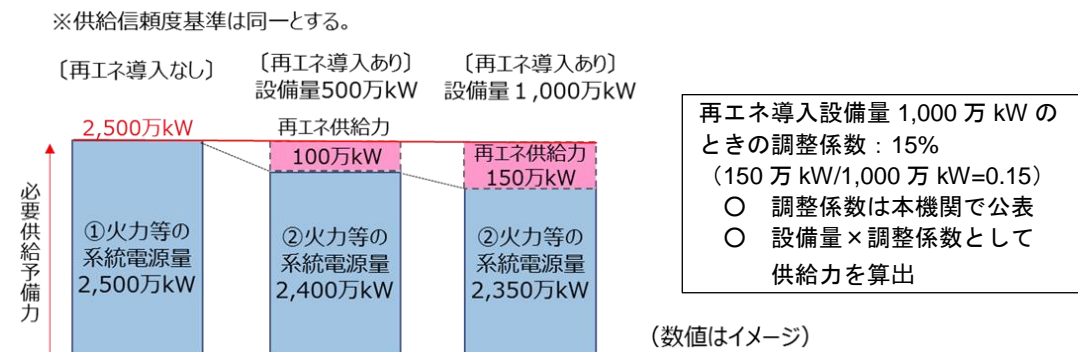 ※供給信頼度基準は同一とする。
〔再エネ導入なし〕
〔再エネ導入あり〕
設備量500万kW
〔再エネ導入あり〕
設備量1,000万kW
2,500万kW
再エネ供給力
100万kW
再エネ供給力
150万kW
必要供給予備力
①火力等の
系統電源量
2,500万kW
②火力等の
系統電源量
2,400万kW
②火力等の
系統電源量
2,350万kW
再エネ導入設備量 1,000 万 kW の
ときの調整係数：15%
（150 万 kW/1,000 万 kW=0.15）
〇 調整係数は本機関で公表
〇 設備量×調整係数として
供給力を算出
（数値はイメージ）